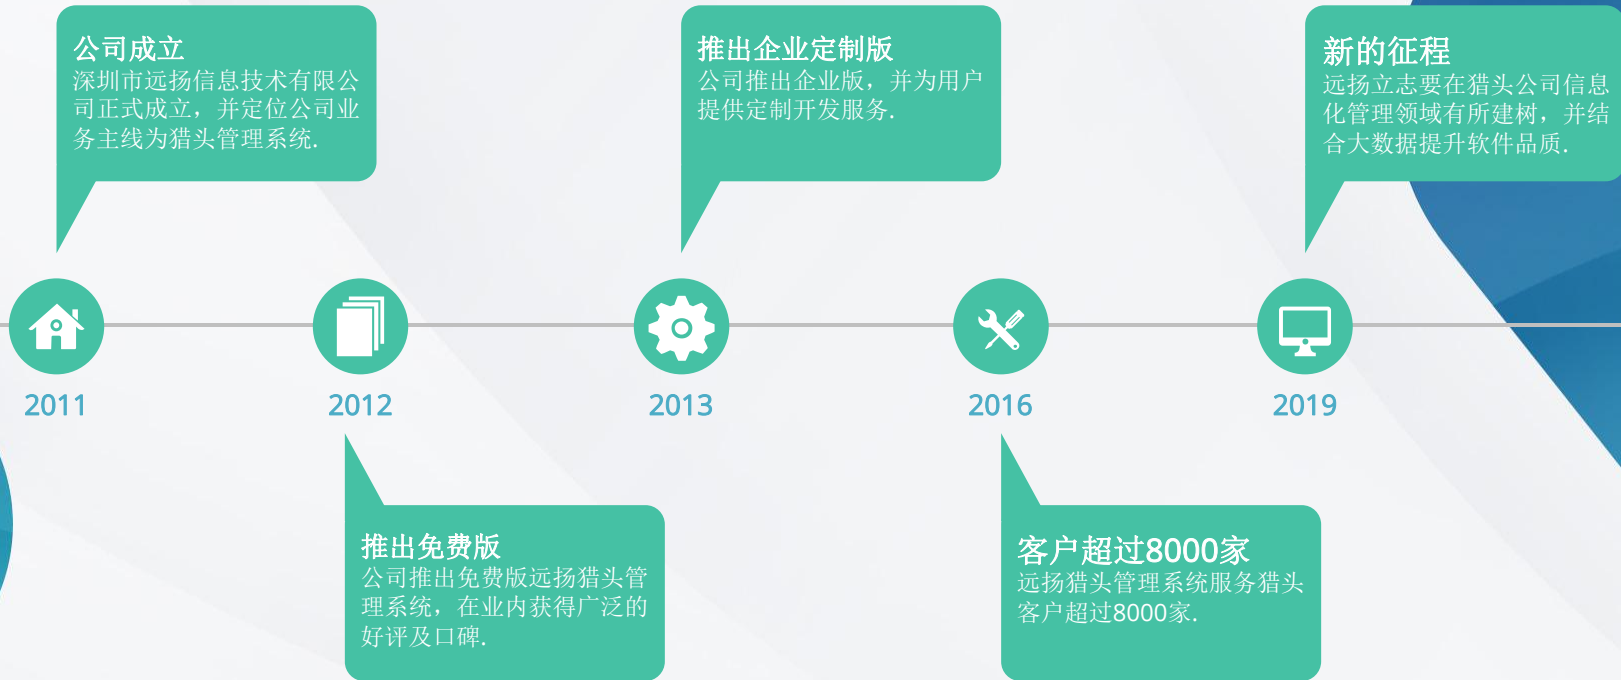 公司成立
深圳市远扬信息技术有限公
司正式成立，并定位公司业
务主线为猎头管理系统.
推出企业定制版
公司推出企业版，并为用户
提供定制开发服务.
新的征程
远扬立志要在猎头公司信息
化管理领域有所建树，并结
合大数据提升软件品质.
2011
2012
2013
2016
2019
推出免费版
公司推出免费版远扬猎头管
理系统，在业内获得广泛的
好评及口碑.
客户超过8000家
远扬猎头管理系统服务猎头
客户超过8000家.